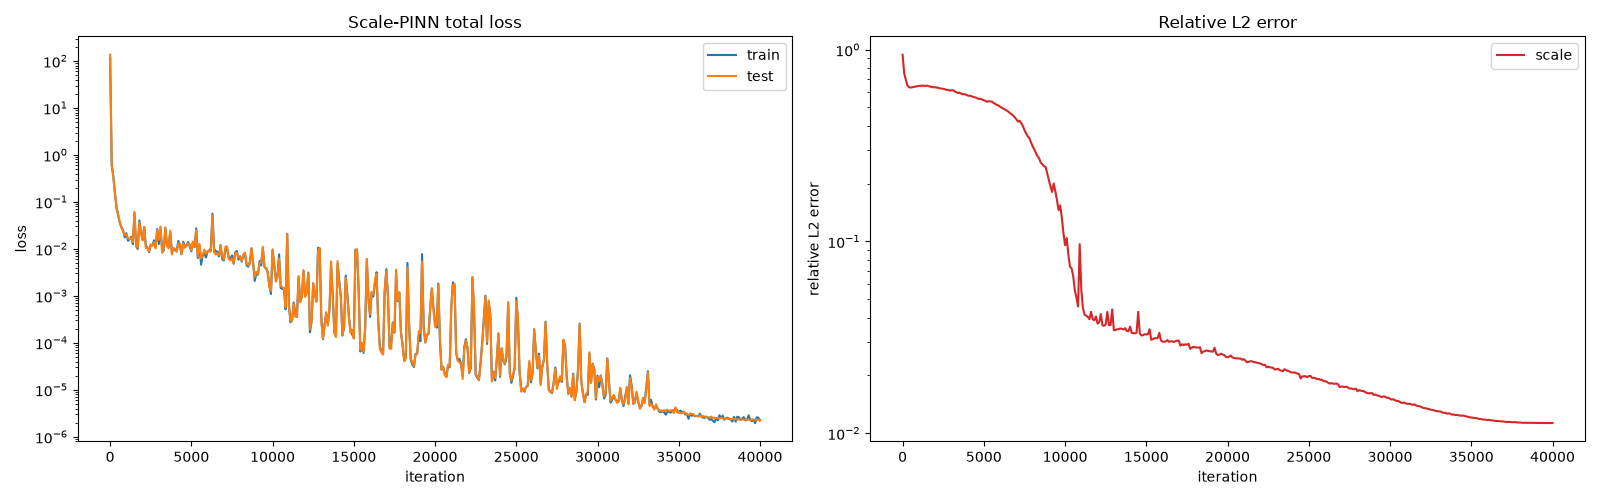 Scale-PINN total loss
10²
10¹
10⁰
10⁻¹
10⁻²
10⁻³
10⁻⁴
10⁻⁵
10⁻⁶
loss
train
test
0 5000 10000 15000 20000 25000 30000 35000 40000
iteration
Relative L2 error
10⁰
10⁻¹
10⁻²
relative L2 error
scale
0 5000 10000 15000 20000 25000 30000 35000 40000
iteration